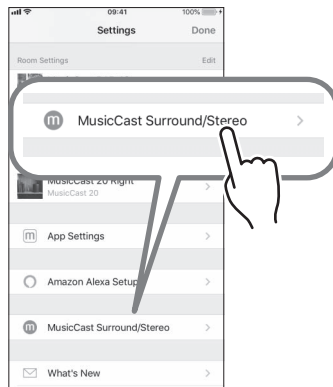 09:41
100%
Settings
Done
Room Settings
Edit
m MusicCast Surround/Stereo
MusicCast 20 Right
MusicCast 20
m App Settings
Amazon Alexa Setup
m MusicCast Surround/Stereo
What's New